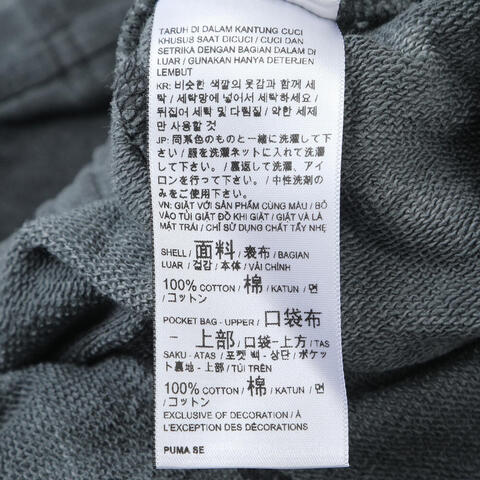 TARUH DI DALAM KANTUNG CUCI
KHUSUS SAAT DICUCI / CUCI DAN
SETRIKA DENGAN BAGIAN DALAM DI
LUAR / GUNAKAN HANYA DETERJEN
LEMBUT
KR: 비슷한 색깔의 옷감과 함께 세
탁 / 세탁망에 넣어서 세탁하세요 /
뒤집어 세탁 및 다림질 / 약한 세제
만 사용할 것
JP: 同系色のものと一緒に洗濯して下
さい / 服を洗濯ネットに入れて洗濯
して下さい。/ 裏返して洗濯、アイ
ロンを行って下さい。/ 中性洗剤の
みをご使用下さい。
VN: GIẶT VỚI SẢN PHẨM CÙNG MÀU / BỎ
VÀO TÚI GIẶT ĐỒ KHI GIẶT / GIẶT VÀ LÀ
MẶT TRÁI / CHỈ SỬ DỤNG CHẤT TẨY NHẸ
SHELL / 面料 / 表布 / BAGIAN
LUAR / 겉감 / 本体 / VẢI CHÍNH
100% COTTON / 棉 / KATUN / 면
/ コットン
POCKET BAG - UPPER / 口袋布
- 上部 / 口袋-上方 / TAS
SAKU - ATAS / 포켓 백 - 상단 / ポケッ
ト裏地 - 上部 / TÚI TRÊN
100% COTTON / 棉 / KATUN / 면
/ コットン
EXCLUSIVE OF DECORATION / À
L'EXCEPTION DES DÉCORATIONS
PUMA SE